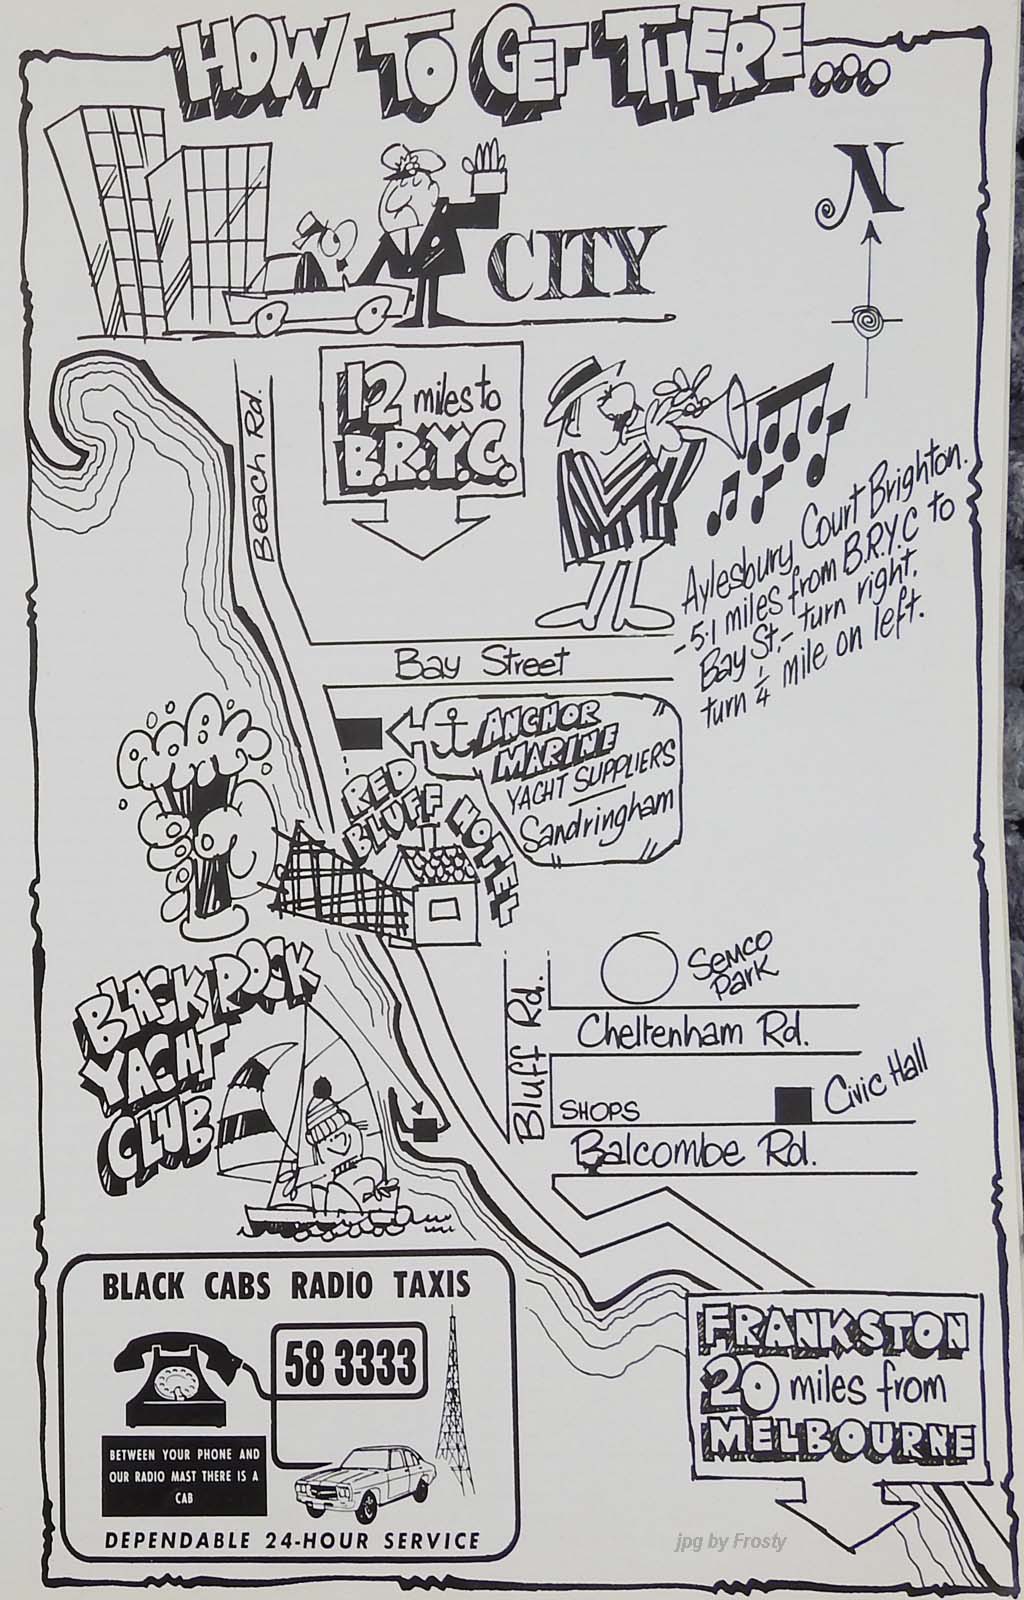 HOW TO GET THERE...
N
CITY
Beach Rd.
12 miles to
B.R.Y.C.
Aylesbury Court Brighton.
-5·1 miles from B.R.Y.C to
Bay St.- turn right.
turn 1/4 mile on left.
Bay Street
ANCHOR
MARINE
YACHT SUPPLIERS
Sandringham
RED
BLUFF HOTEL
BLACK ROCK
YACHT
CLUB
SEMCO
PARK
Bluff Rd.
Cheltenham Rd.
Civic Hall
SHOPS
Balcombe Rd.
BLACK CABS RADIO TAXIS
58 3333
BETWEEN YOUR PHONE AND
OUR RADIO MAST THERE IS A
CAB
DEPENDABLE 24-HOUR SERVICE
FRANKSTON
20 miles from
MELBOURNE
jpg by Frosty